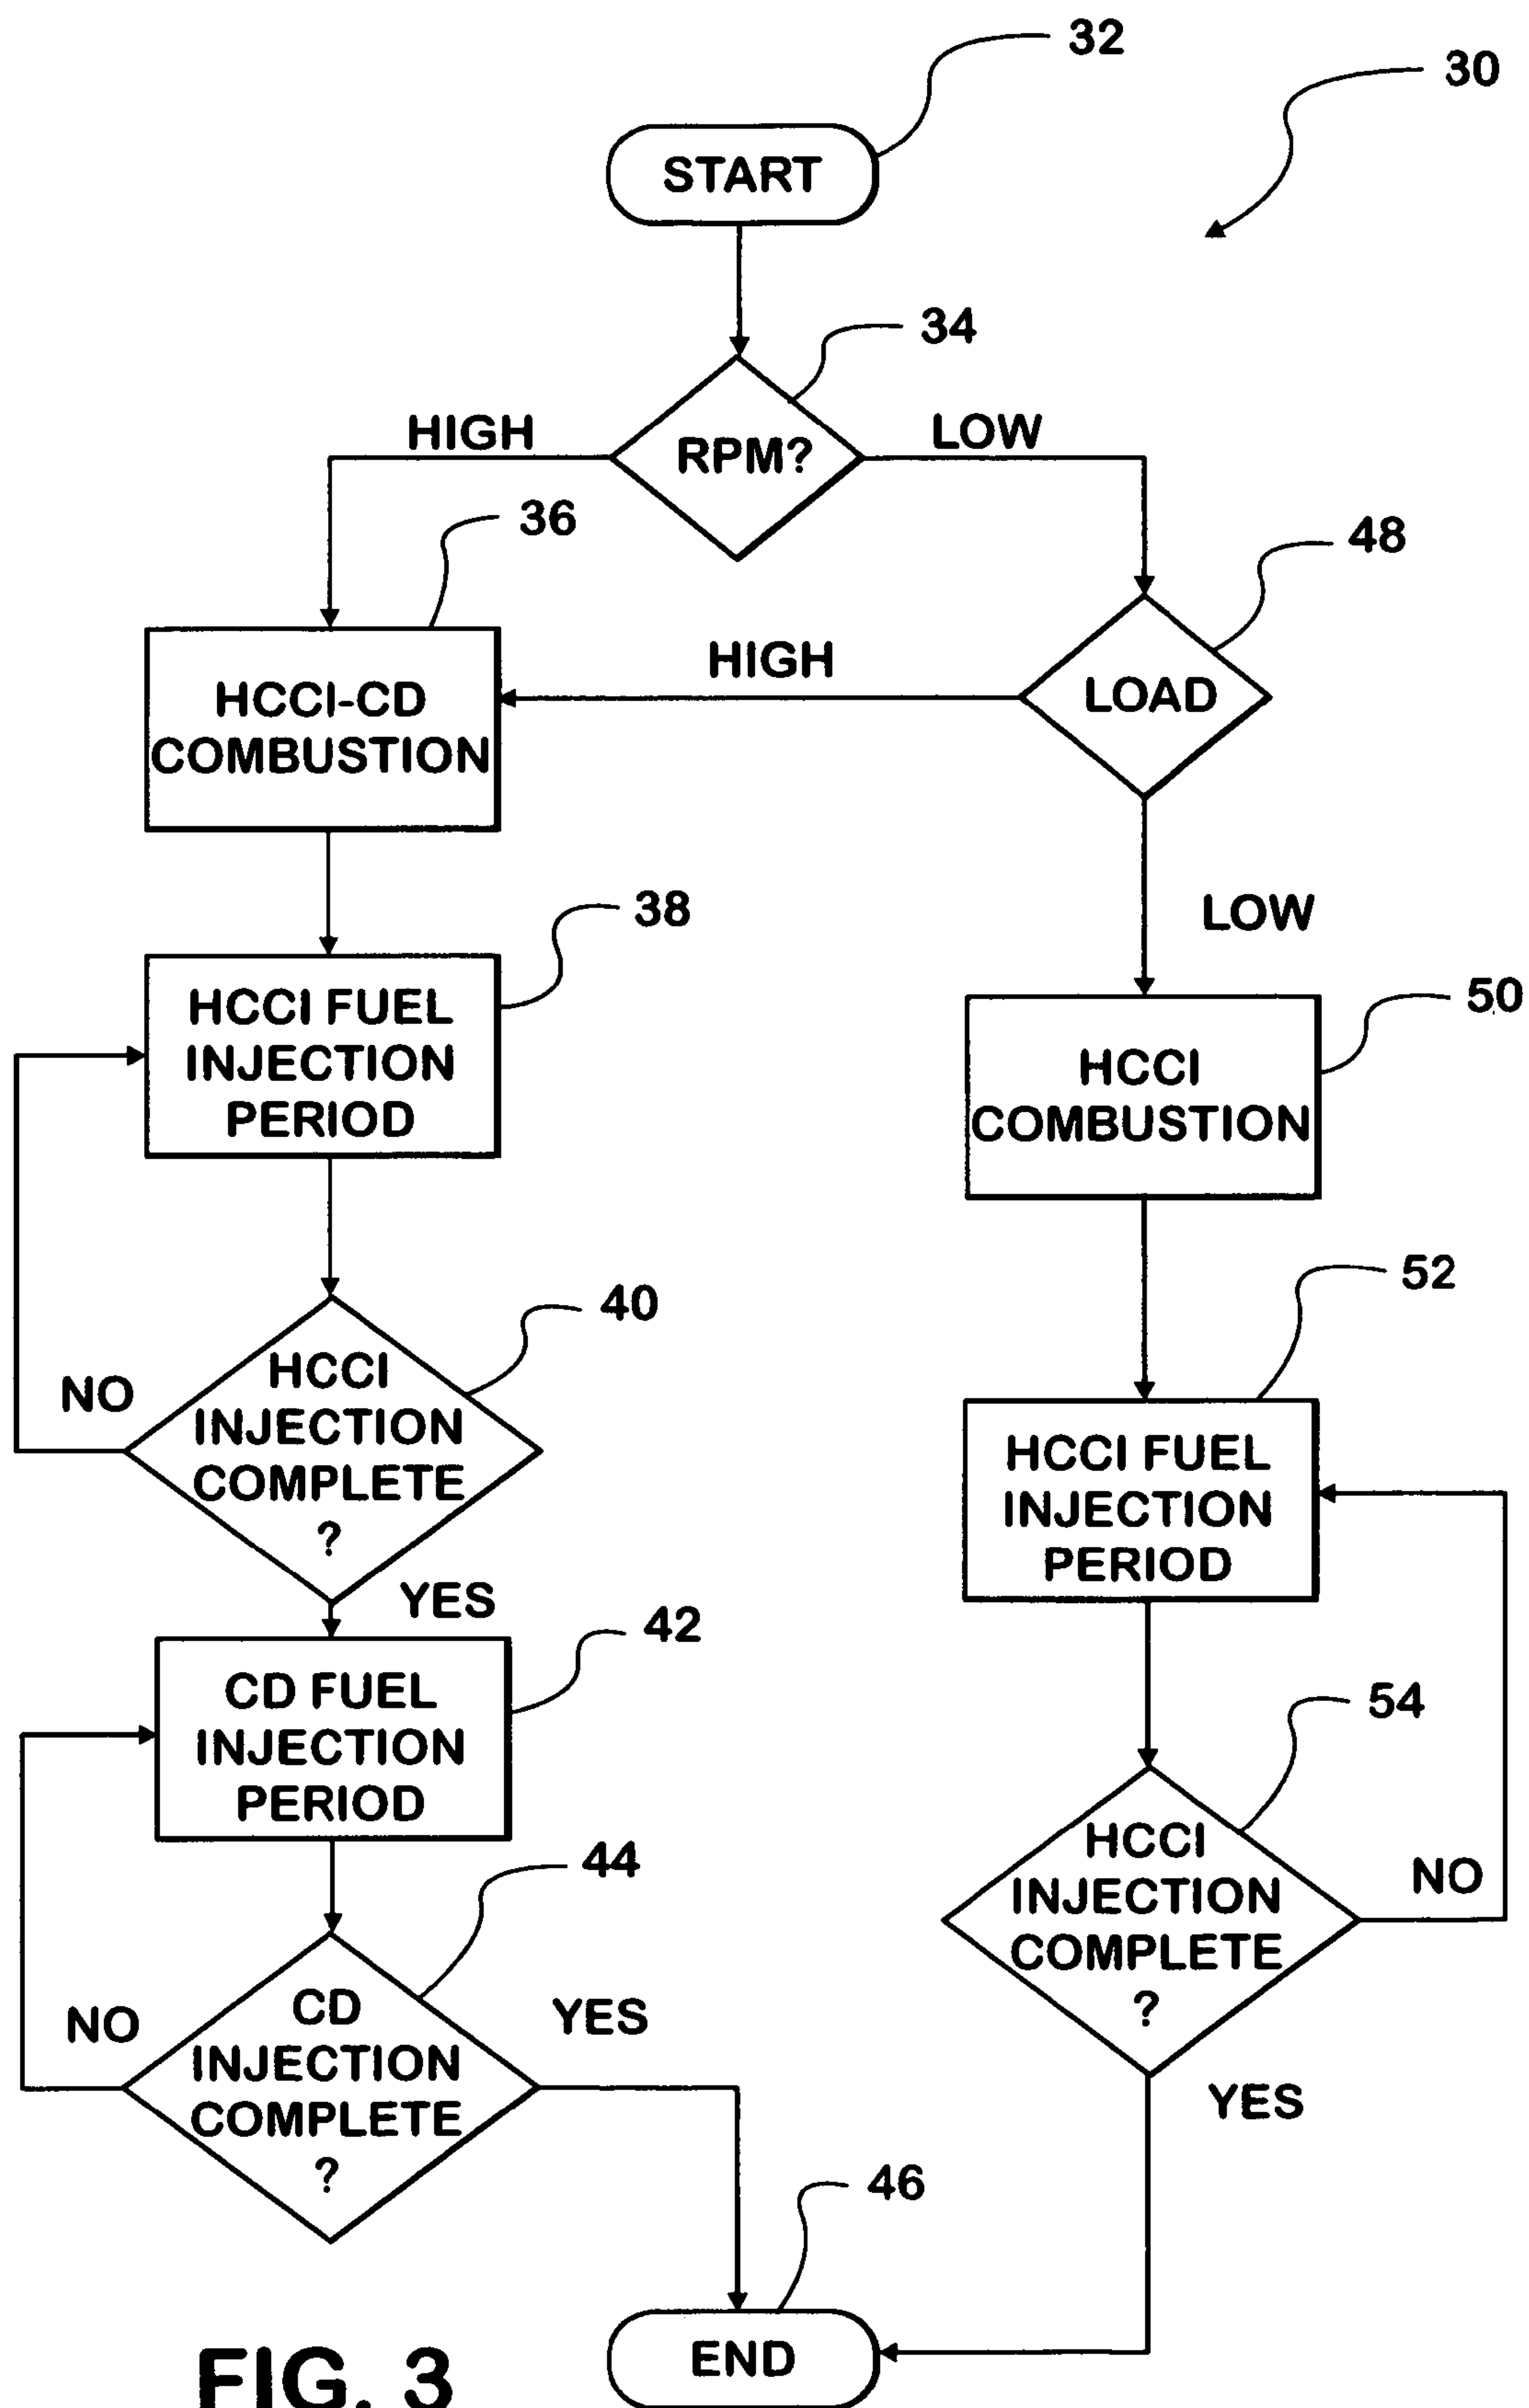 32
30
START
34
HIGH
RPM?
LOW
36
48
HCCI-CD
COMBUSTION
HIGH
LOAD
38
LOW
HCCI FUEL
INJECTION
PERIOD
50
HCCI
COMBUSTION
40
52
HCCI
INJECTION
COMPLETE
?
NO
YES
HCCI FUEL
INJECTION
PERIOD
42
CD FUEL
INJECTION
PERIOD
54
44
HCCI
INJECTION
COMPLETE
?
NO
CD
INJECTION
COMPLETE
?
NO
YES
YES
46
END
FIG. 3